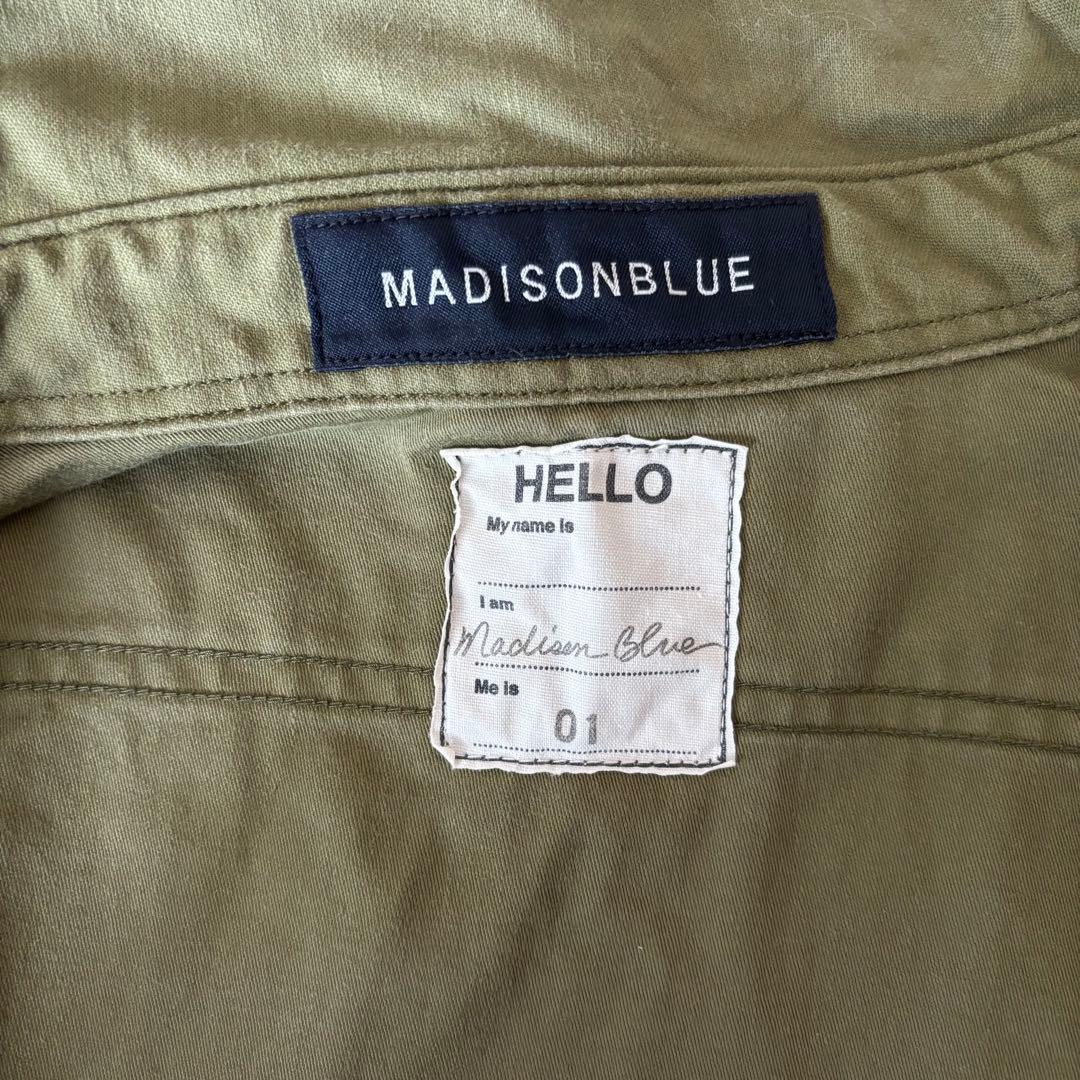 MADISONBLUE
HELLO
My name is
I am
Madison Blue
Me is
01